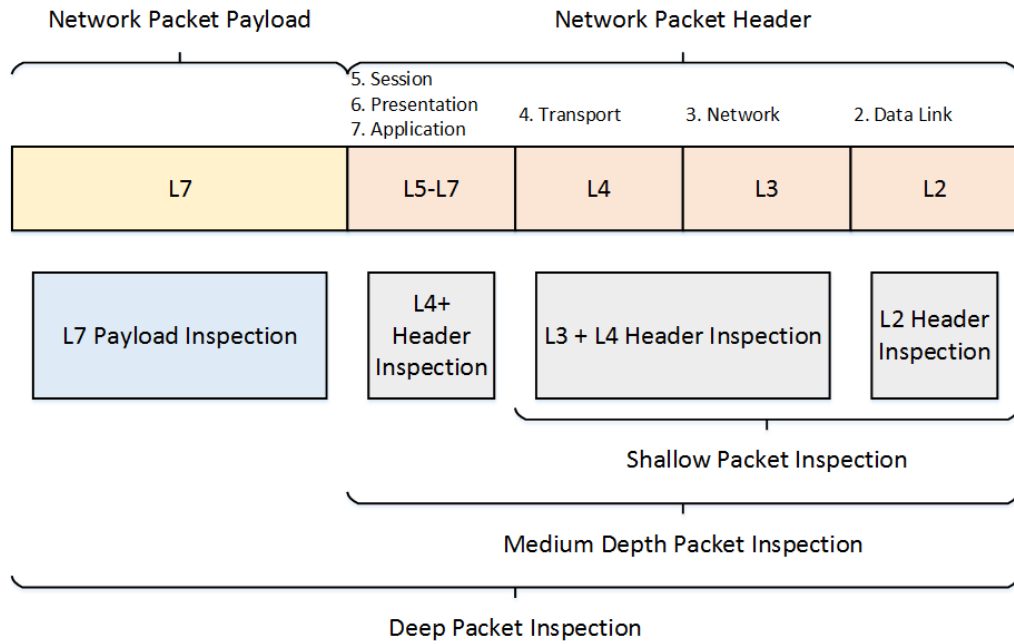 Network Packet Payload
Network Packet Header
5. Session
6. Presentation
7. Application
4. Transport
3. Network
2. Data Link
L7
L5-L7
L4
L3
L2
L7 Payload Inspection
L4+
Header
Inspection
L3 + L4 Header Inspection
L2 Header
Inspection
Shallow Packet Inspection
Medium Depth Packet Inspection
Deep Packet Inspection